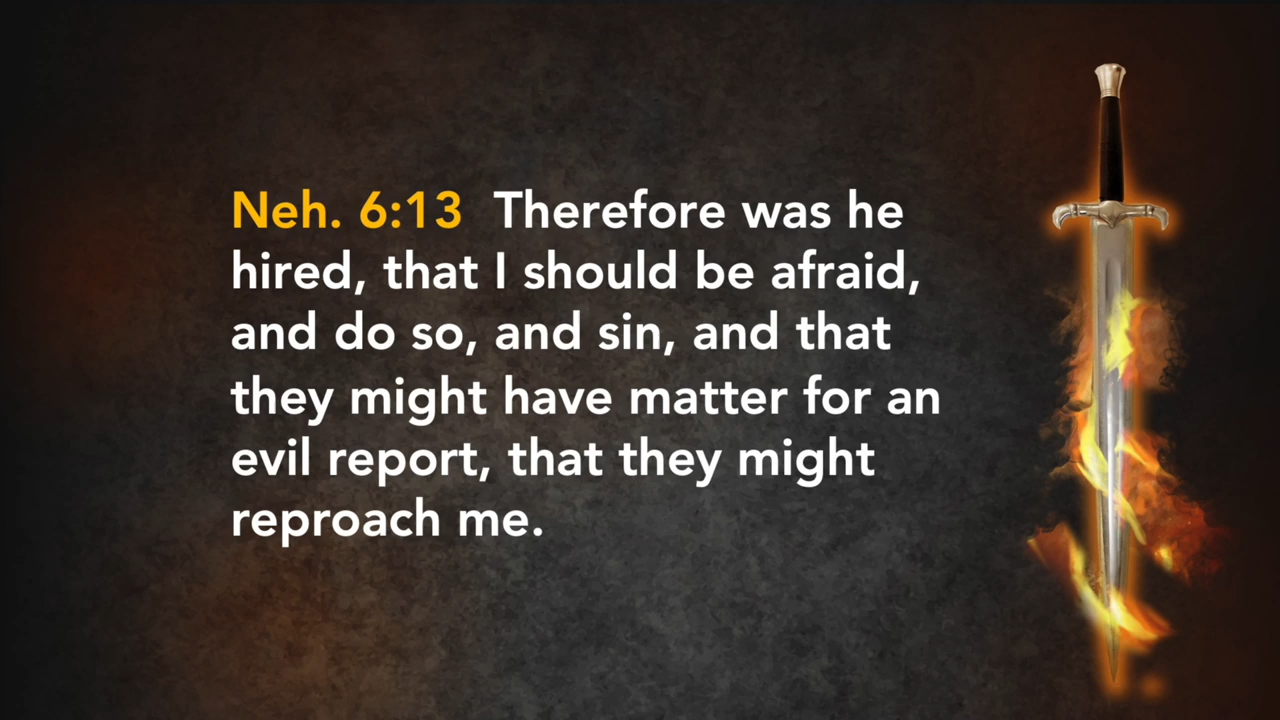 Neh. 6:13 Therefore was he
hired, that I should be afraid,
and do so, and sin, and that
they might have matter for an
evil report, that they might
reproach me.